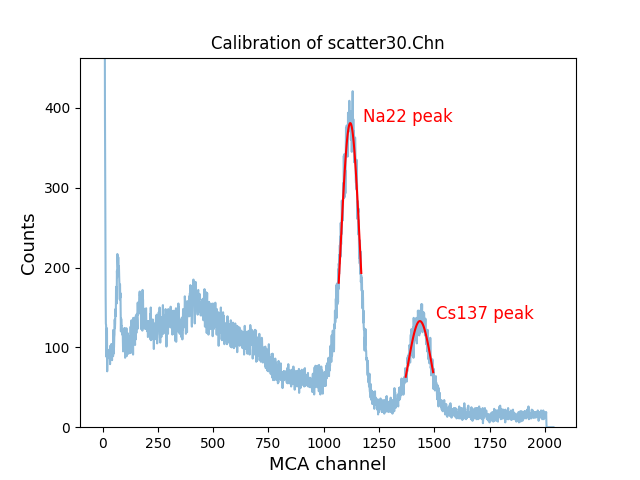 Calibration of scatter30.Chn
Counts
400
300
200
100
0
Na22 peak
Cs137 peak
0 250 500 750 1000 1250 1500 1750 2000
MCA channel